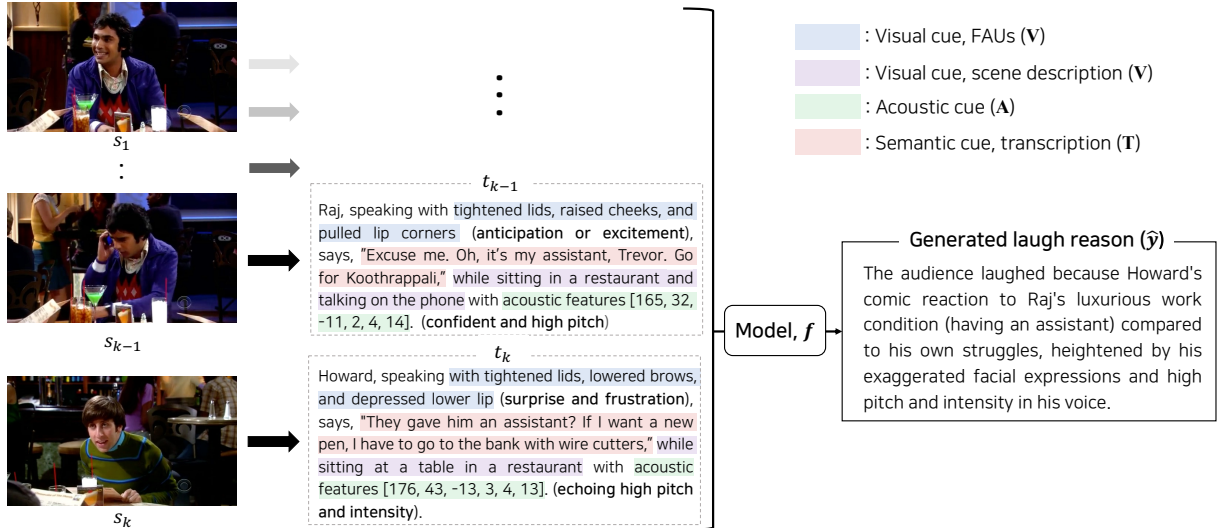 s₁
s_{k−1}
s_k
t_{k−1}
Raj, speaking with tightened lids, raised cheeks, and
pulled lip corners (anticipation or excitement),
says, "Excuse me. Oh, it's my assistant, Trevor. Go
for Koothrappali," while sitting in a restaurant and
talking on the phone with acoustic features [165, 32,
-11, 2, 4, 14]. (confident and high pitch)
t_k
Howard, speaking with tightened lids, lowered brows,
and depressed lower lip (surprise and frustration),
says, "They gave him an assistant? If I want a new
pen, I have to go to the bank with wire cutters," while
sitting at a table in a restaurant with acoustic
features [176, 43, -13, 3, 4, 13]. (echoing high pitch
and intensity).
Model, f
: Visual cue, FAUs (V)
: Visual cue, scene description (V)
: Acoustic cue (A)
: Semantic cue, transcription (T)
Generated laugh reason (ŷ)
The audience laughed because Howard's
comic reaction to Raj's luxurious work
condition (having an assistant) compared
to his own struggles, heightened by his
exaggerated facial expressions and high
pitch and intensity in his voice.